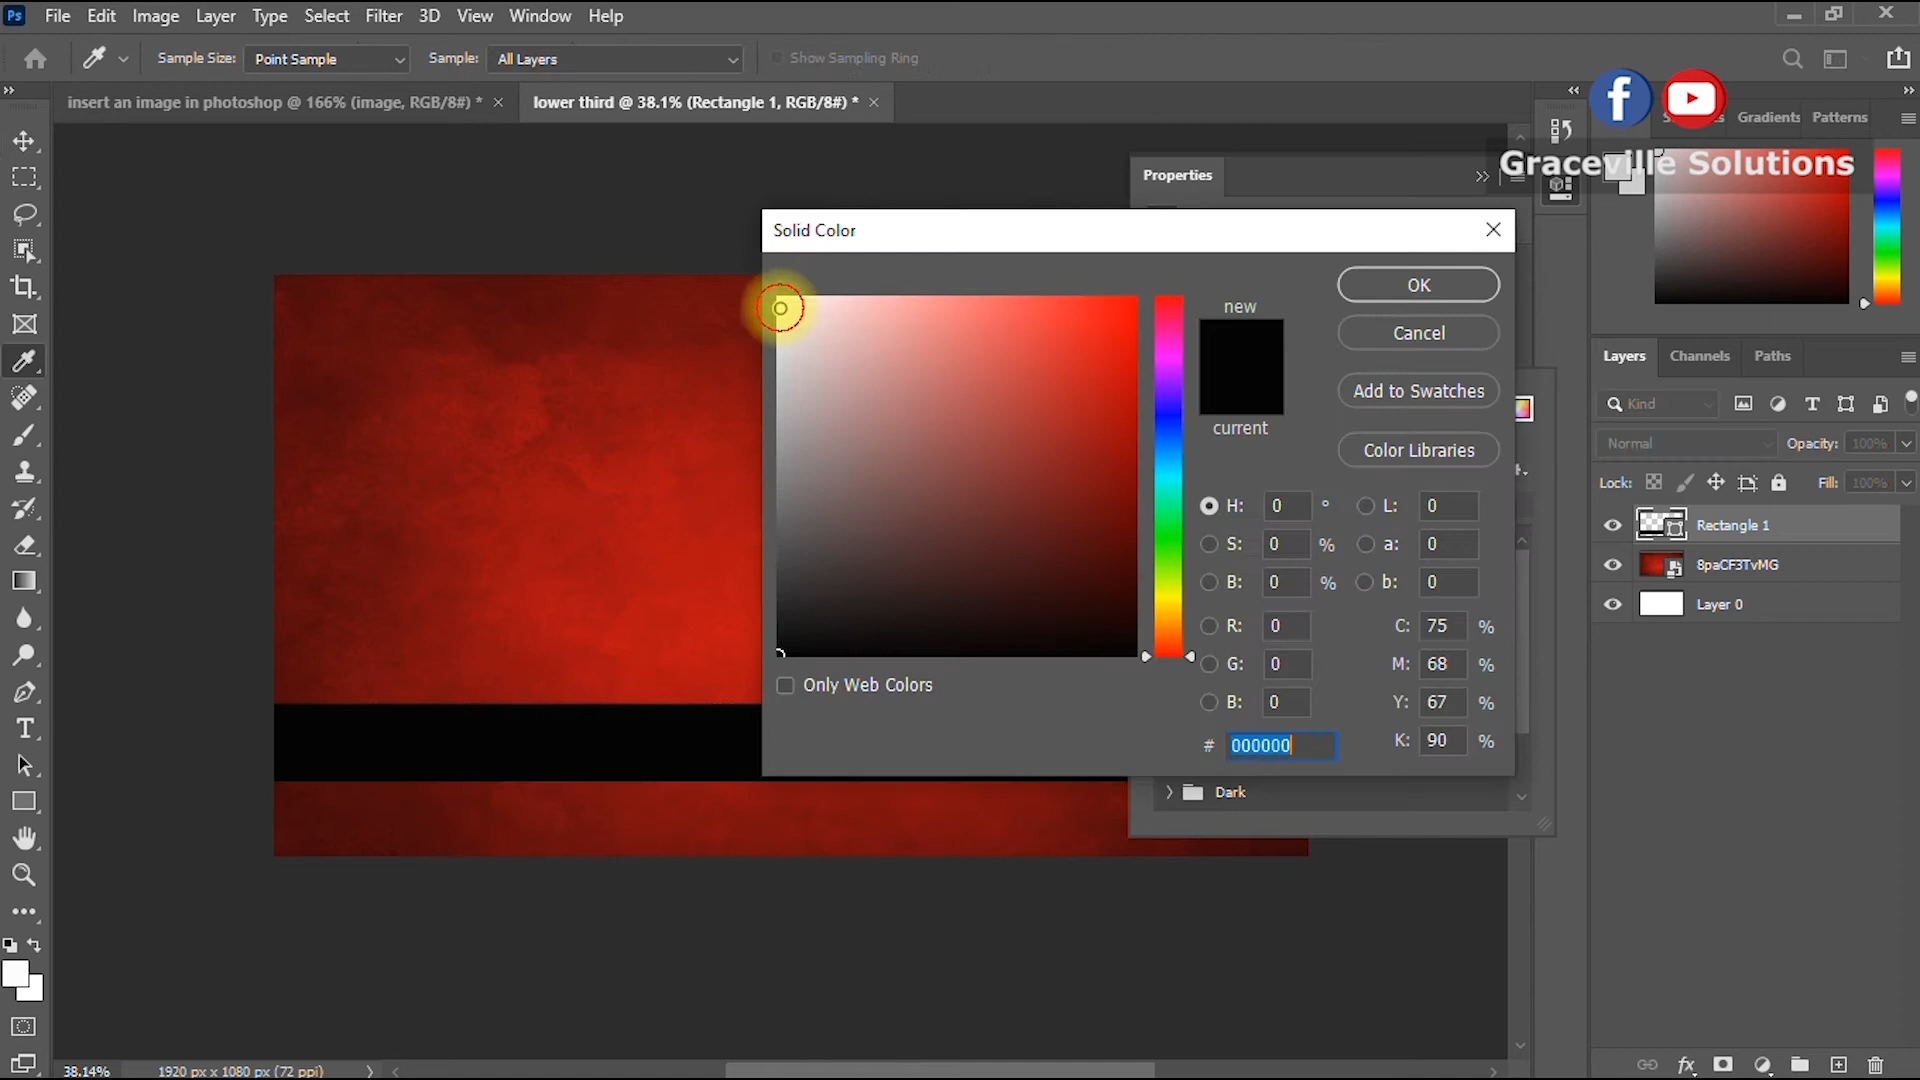 Ps File Edit Image Layer Type Select Filter 3D View Window Help
Sample Size: Point Sample Sample: All Layers Show Sampling Ring
insert an image in photoshop @ 166% (image, RGB/8#) * × lower third @ 38.1% (Rectangle 1, RGB/8#) * ×
Gradients Patterns
Graceville Solutions
Properties
Solid Color
OK
new
Cancel
Add to Swatches
current
Color Libraries
H: 0 ° L: 0
S: 0 % a: 0
B: 0 % b: 0
R: 0 C: 75 %
G: 0 M: 68 %
B: 0 Y: 67 %
# 000000 K: 90 %
Only Web Colors
Dark
Layers Channels Paths
Kind
Normal Opacity: 100%
Lock: Fill: 100%
Rectangle 1
8paCF3TvMG
Layer 0
fx
38.14% 1920 px x 1080 px (72 ppi)